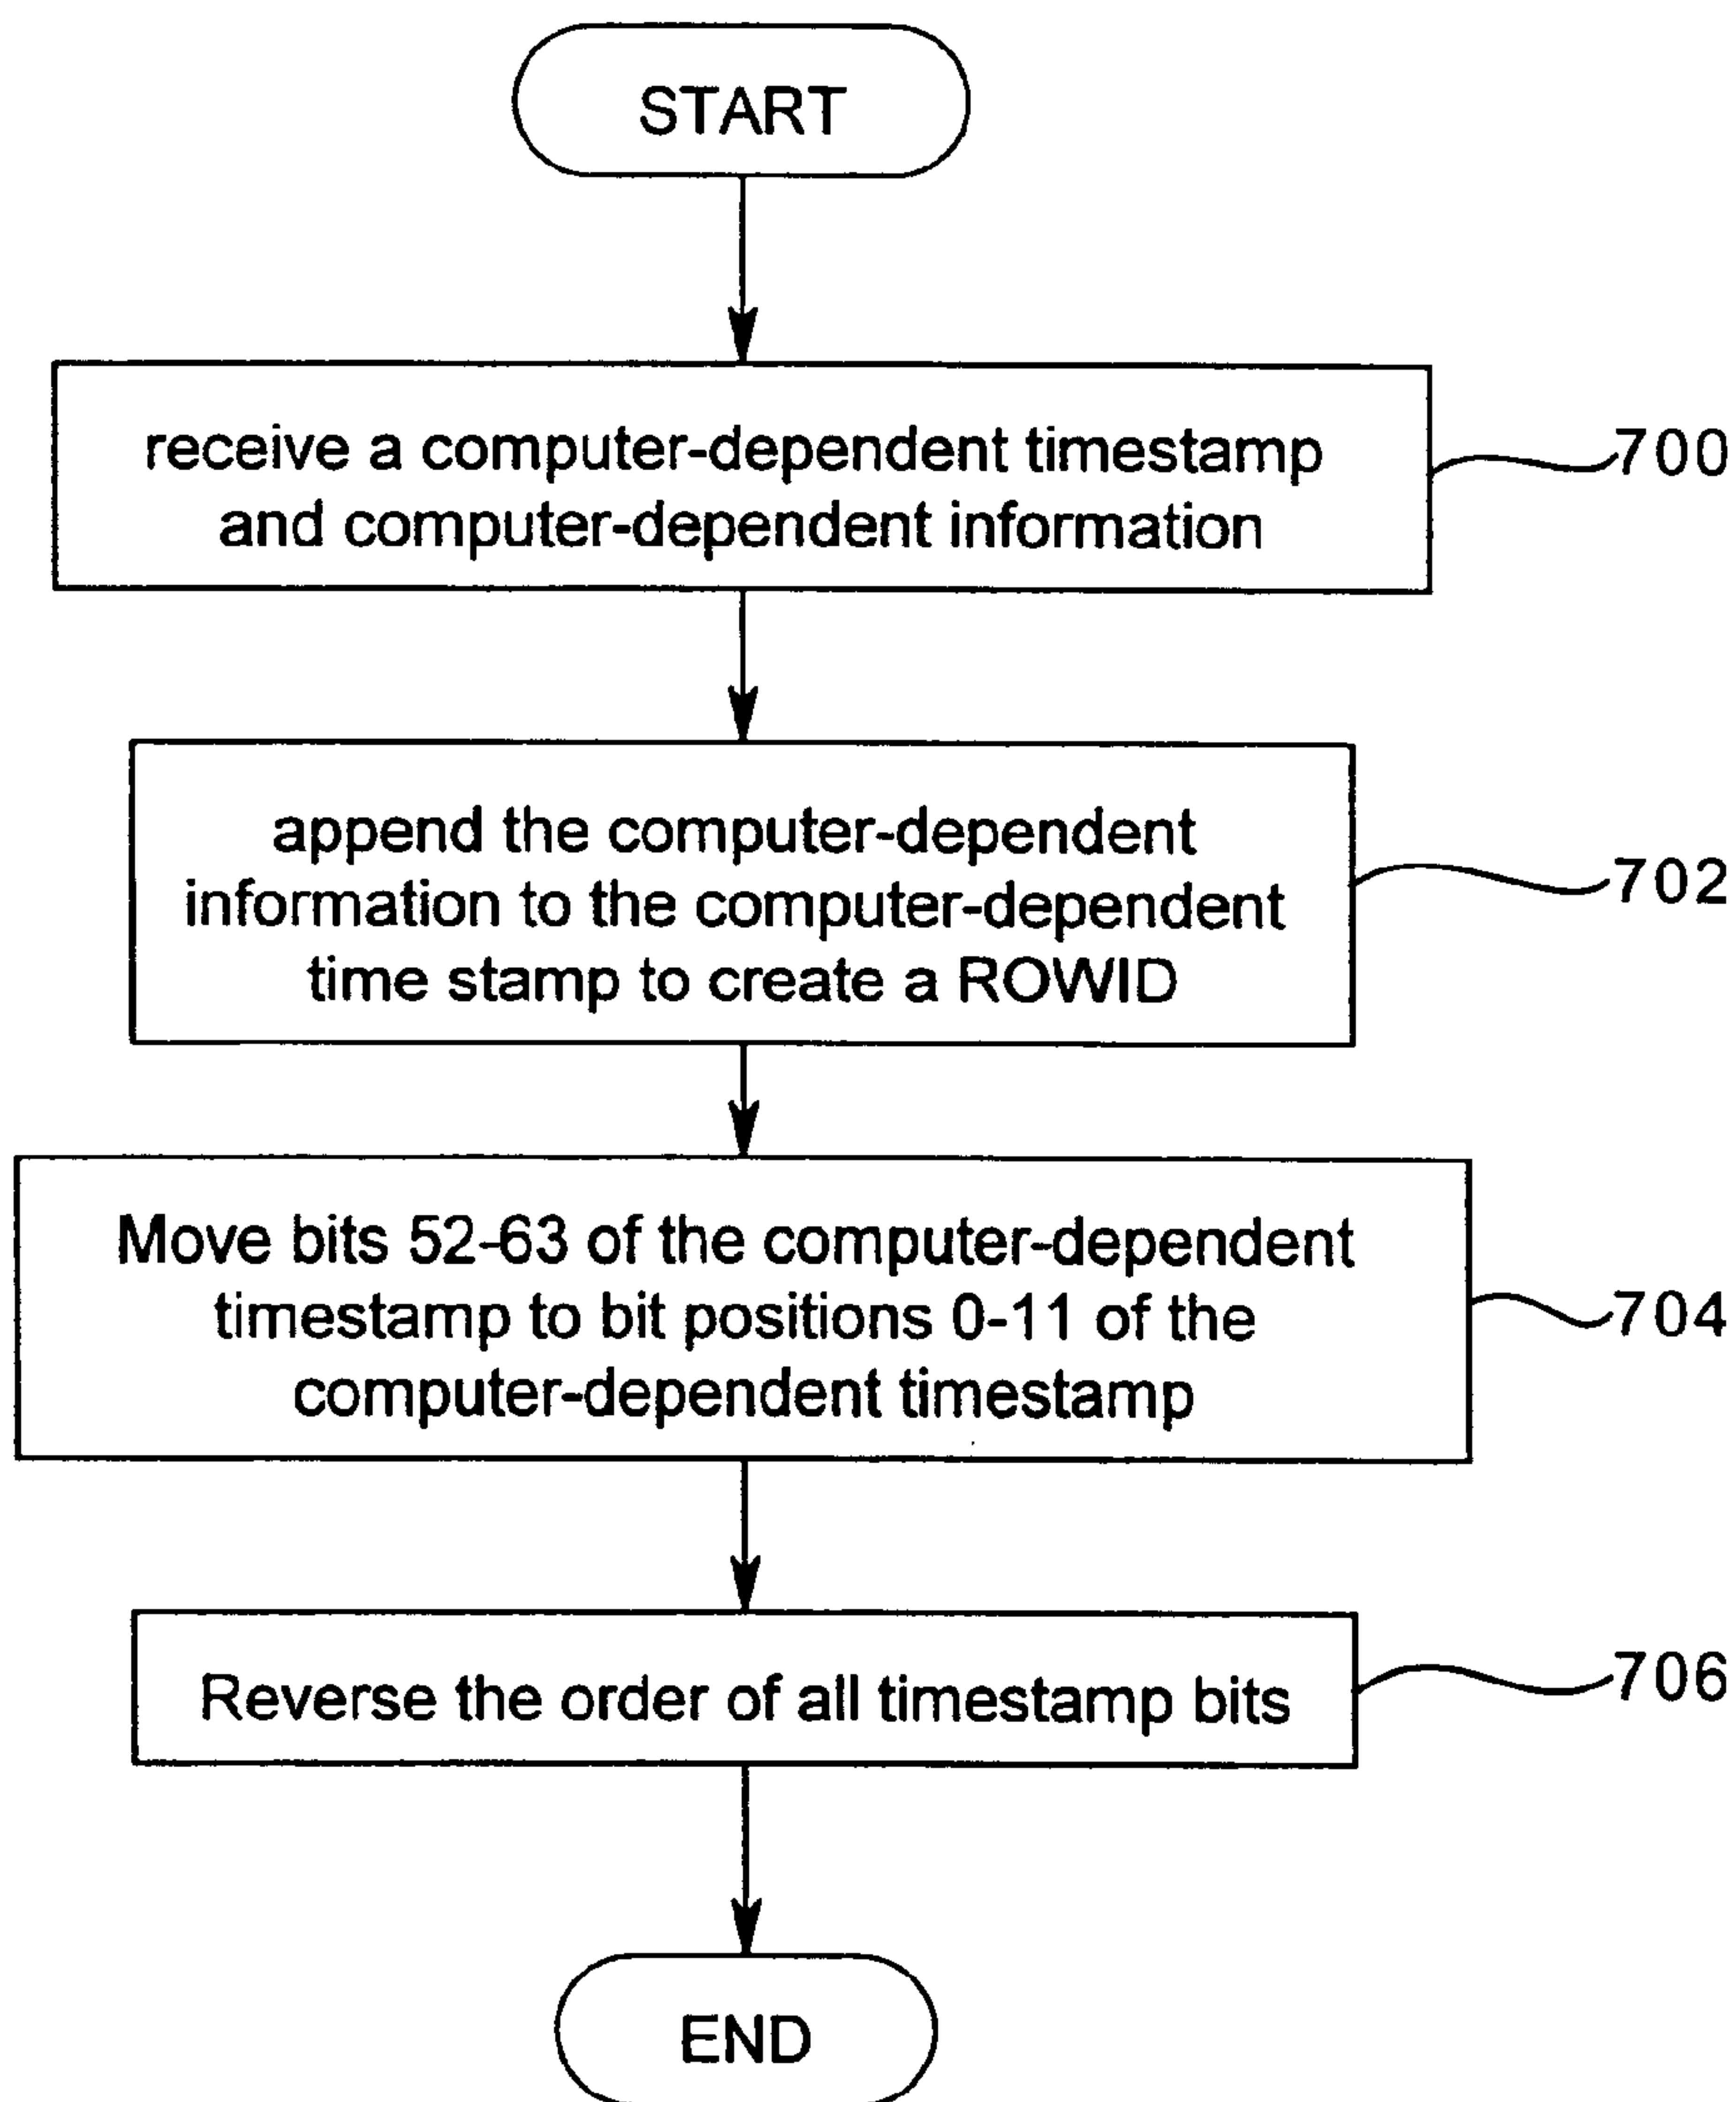 START
receive a computer-dependent timestamp
and computer-dependent information
700
append the computer-dependent
information to the computer-dependent
time stamp to create a ROWID
702
Move bits 52-63 of the computer-dependent
timestamp to bit positions 0-11 of the
computer-dependent timestamp
704
Reverse the order of all timestamp bits
706
END